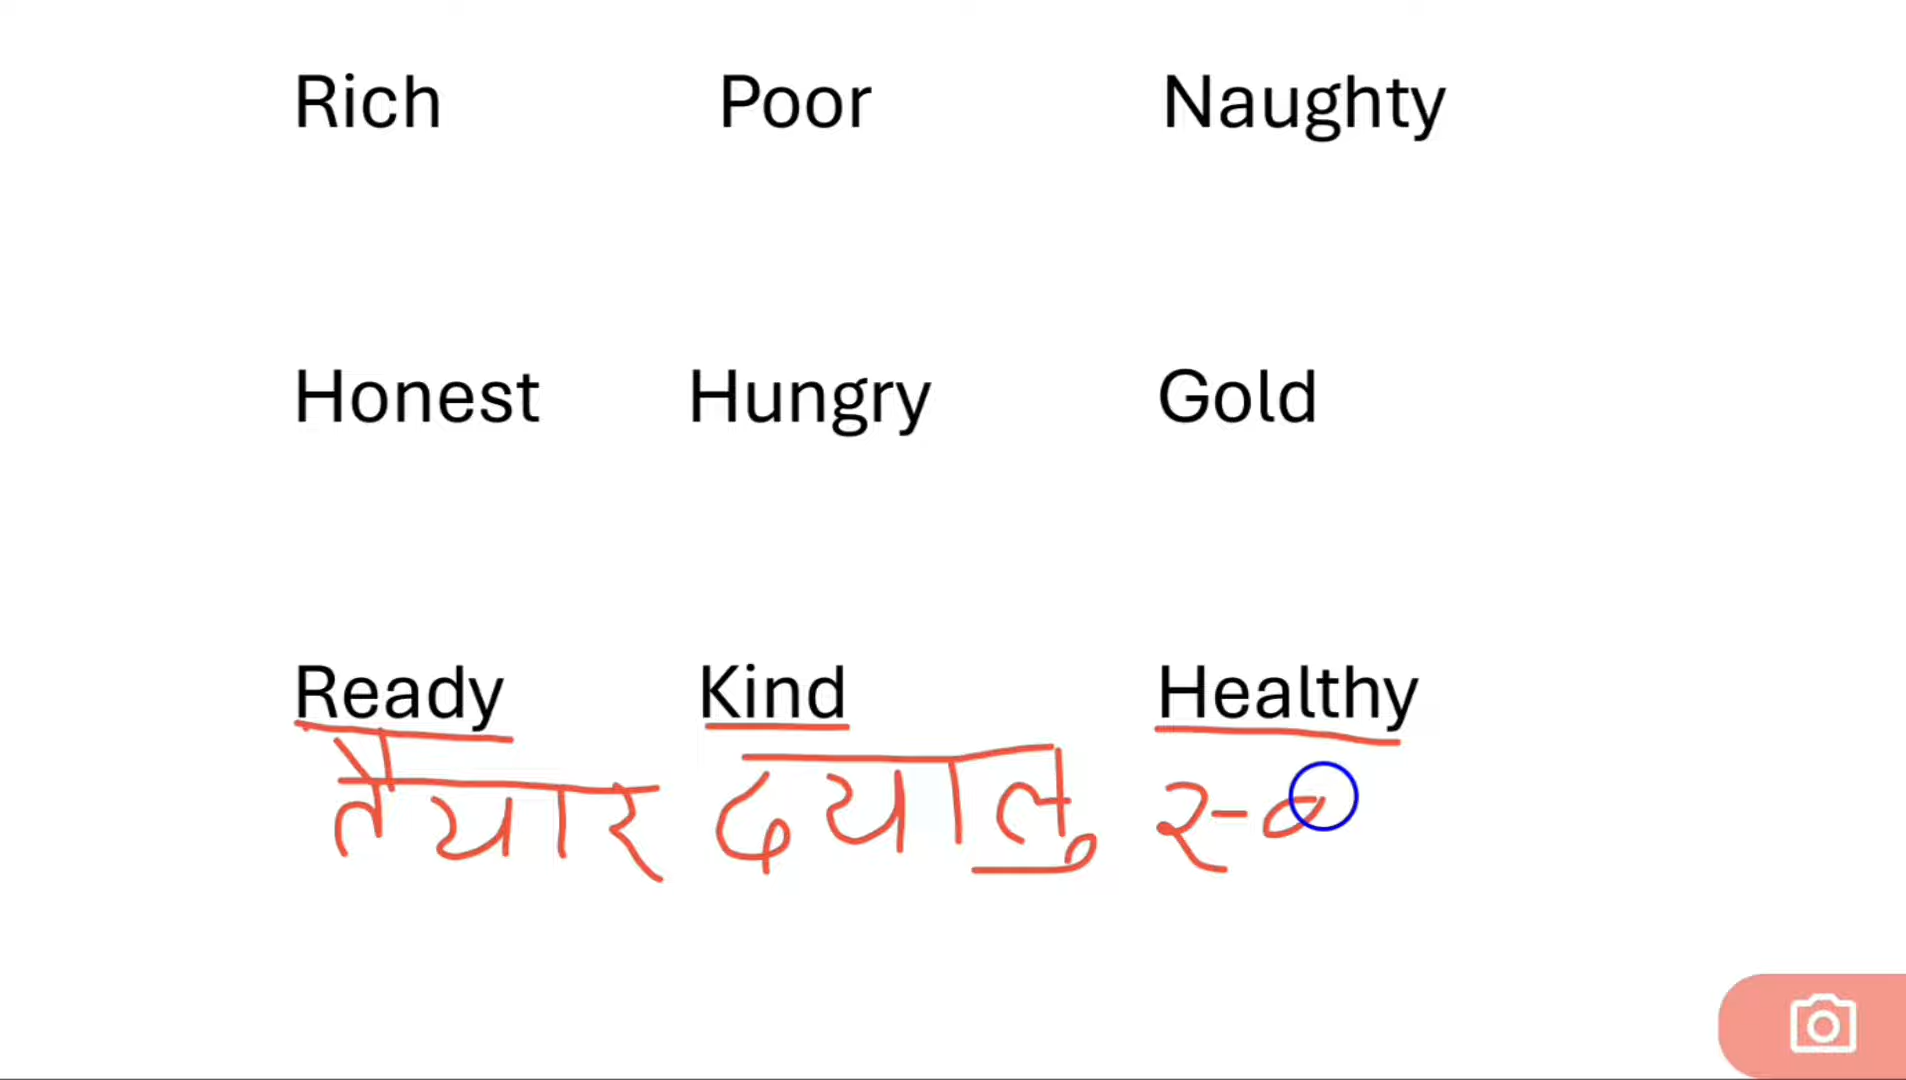 Rich Poor Naughty
Honest Hungry Gold
Ready Kind Healthy
तैयार दयालु